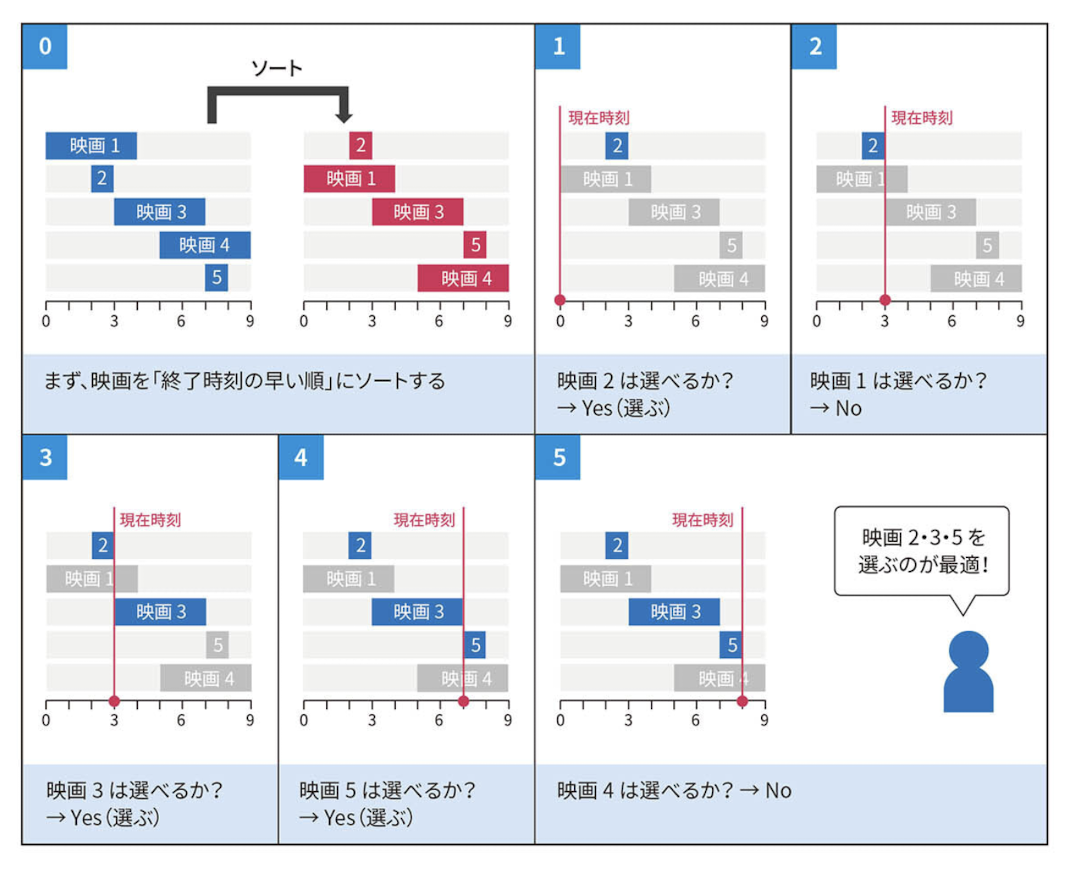 0
ソート
映画 1
2
映画 3
映画 4
5
0 3 6 9
2
映画 1
映画 3
5
映画 4
0 3 6 9
まず、映画を「終了時刻の早い順」にソートする
1
現在時刻
2
映画 1
映画 3
5
映画 4
0 3 6 9
映画 2 は選べるか?
→ Yes(選ぶ)
2
現在時刻
2
映画 1
映画 3
5
映画 4
0 3 6 9
映画 1 は選べるか?
→ No
3
現在時刻
2
映画 1
映画 3
5
映画 4
0 3 6 9
映画 3 は選べるか?
→ Yes(選ぶ)
4
現在時刻
2
映画 1
映画 3
5
映画 4
0 3 6 9
映画 5 は選べるか?
→ Yes(選ぶ)
5
現在時刻
2
映画 1
映画 3
5
映画 4
0 3 6 9
映画 2・3・5 を
選ぶのが最適!
映画 4 は選べるか? → No